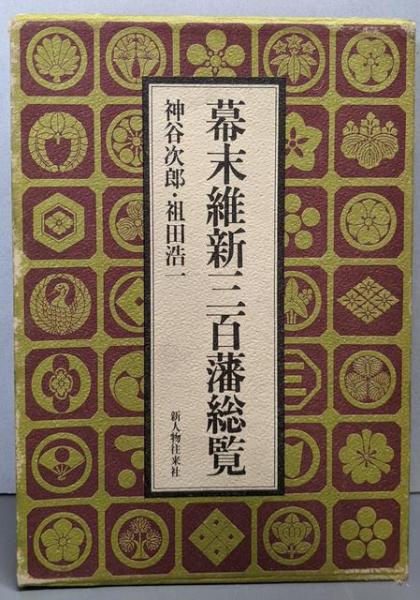 幕末維新三百藩総覧
神谷次郎・祖田浩一
新人物往来社